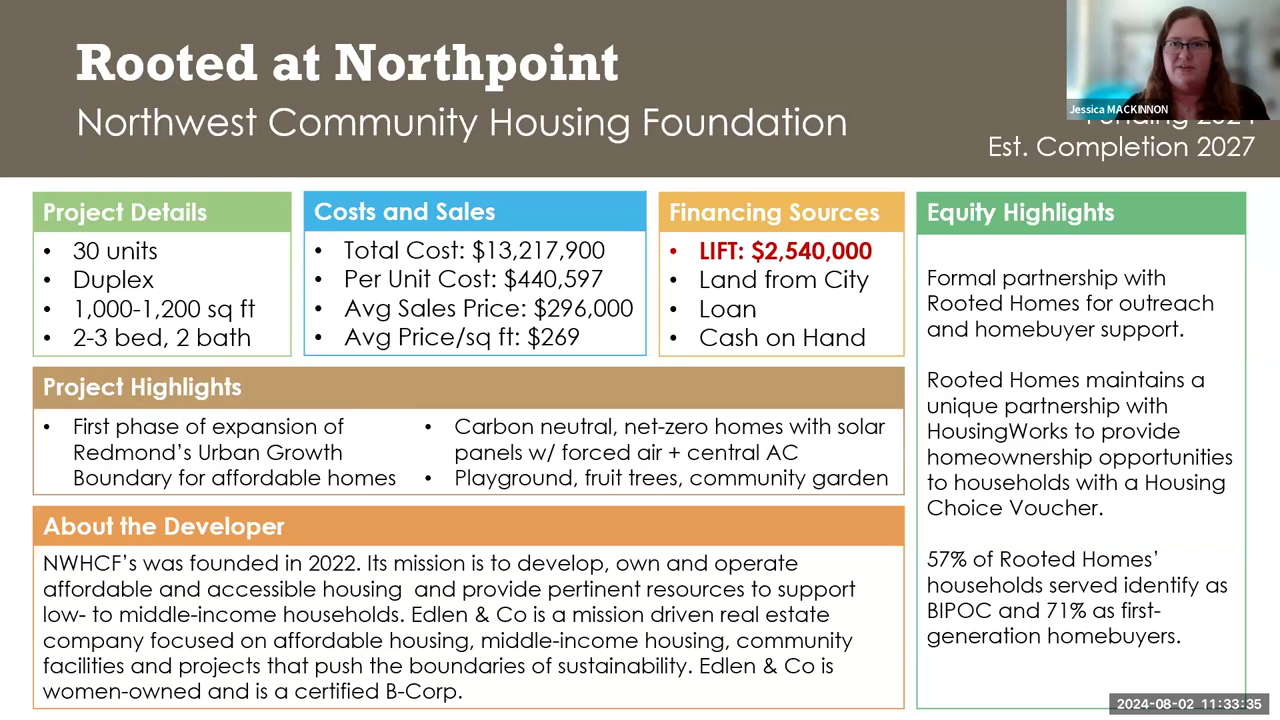 Rooted at Northpoint
Northwest Community Housing Foundation
Jessica MACKINNON
Est. Completion 2027
Project Details
• 30 units
• Duplex
• 1,000-1,200 sq ft
• 2-3 bed, 2 bath
Costs and Sales
• Total Cost: $13,217,900
• Per Unit Cost: $440,597
• Avg Sales Price: $296,000
• Avg Price/sq ft: $269
Financing Sources
• LIFT: $2,540,000
• Land from City
• Loan
• Cash on Hand
Equity Highlights
Formal partnership with
Rooted Homes for outreach
and homebuyer support.
Rooted Homes maintains a
unique partnership with
HousingWorks to provide
homeownership opportunities
to households with a Housing
Choice Voucher.
57% of Rooted Homes'
households served identify as
BIPOC and 71% as first-
generation homebuyers.
Project Highlights
• First phase of expansion of
Redmond's Urban Growth
Boundary for affordable homes
• Carbon neutral, net-zero homes with solar
panels w/ forced air + central AC
• Playground, fruit trees, community garden
About the Developer
NWHCF's was founded in 2022. Its mission is to develop, own and operate
affordable and accessible housing and provide pertinent resources to support
low- to middle-income households. Edlen & Co is a mission driven real estate
company focused on affordable housing, middle-income housing, community
facilities and projects that push the boundaries of sustainability. Edlen & Co is
women-owned and is a certified B-Corp.
2024-08-02 11:33:35